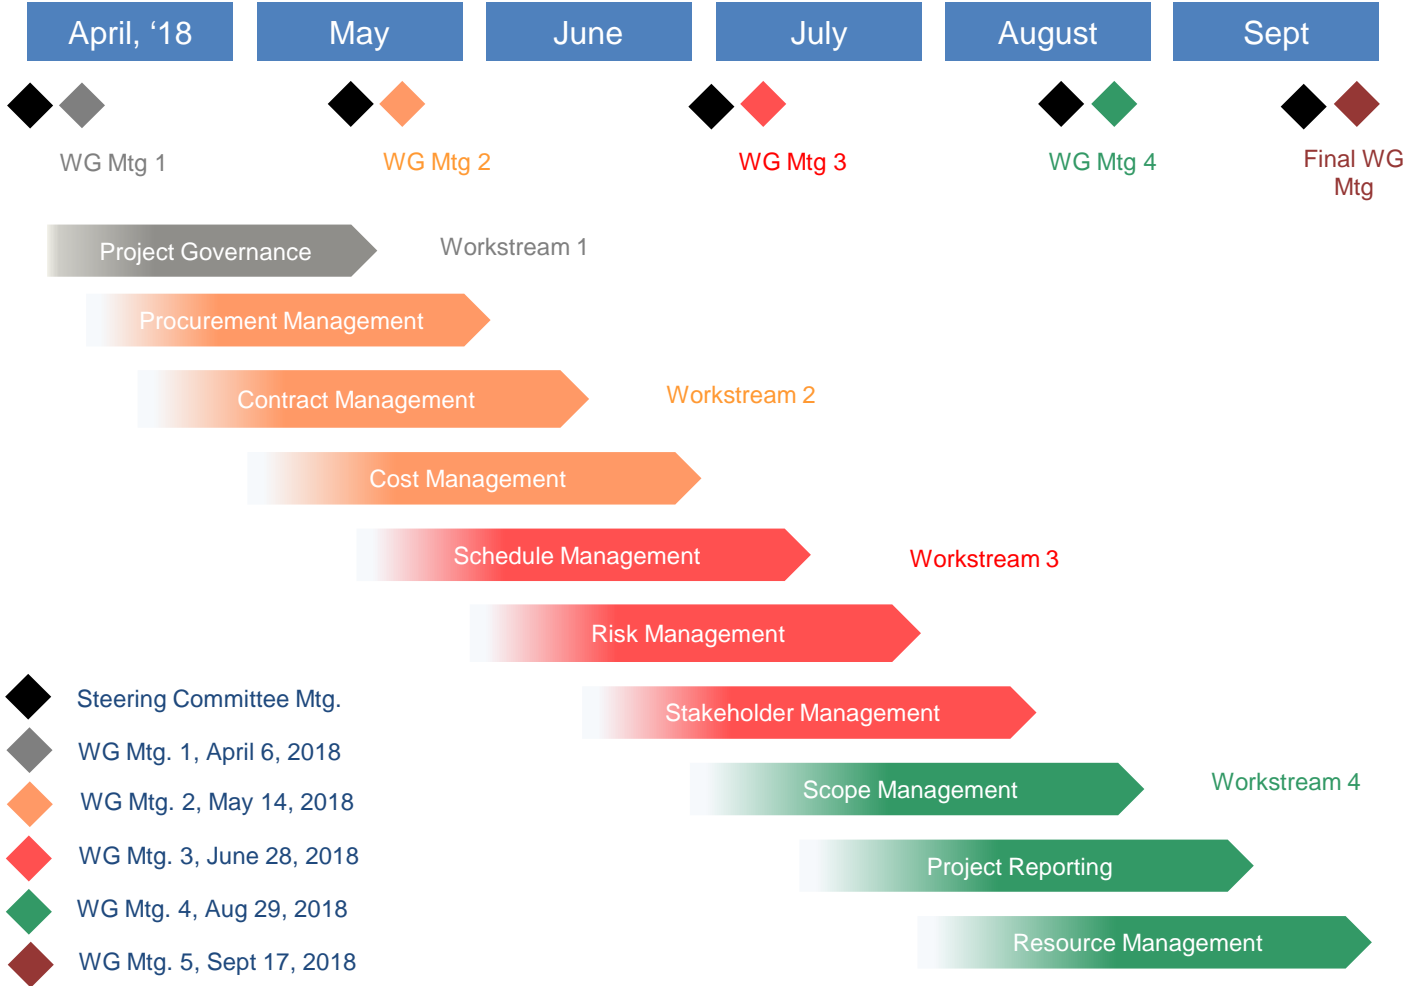 April, ‘18
May
June
July
August
Sept
WG Mtg 1
WG Mtg 2
WG Mtg 3
WG Mtg 4
Final WG
Mtg
Project Governance
Workstream 1
Procurement Management
Contract Management
Workstream 2
Cost Management
Schedule Management
Workstream 3
Risk Management
Stakeholder Management
Scope Management
Workstream 4
Project Reporting
Resource Management
Steering Committee Mtg.
WG Mtg. 1, April 6, 2018
WG Mtg. 2, May 14, 2018
WG Mtg. 3, June 28, 2018
WG Mtg. 4, Aug 29, 2018
WG Mtg. 5, Sept 17, 2018